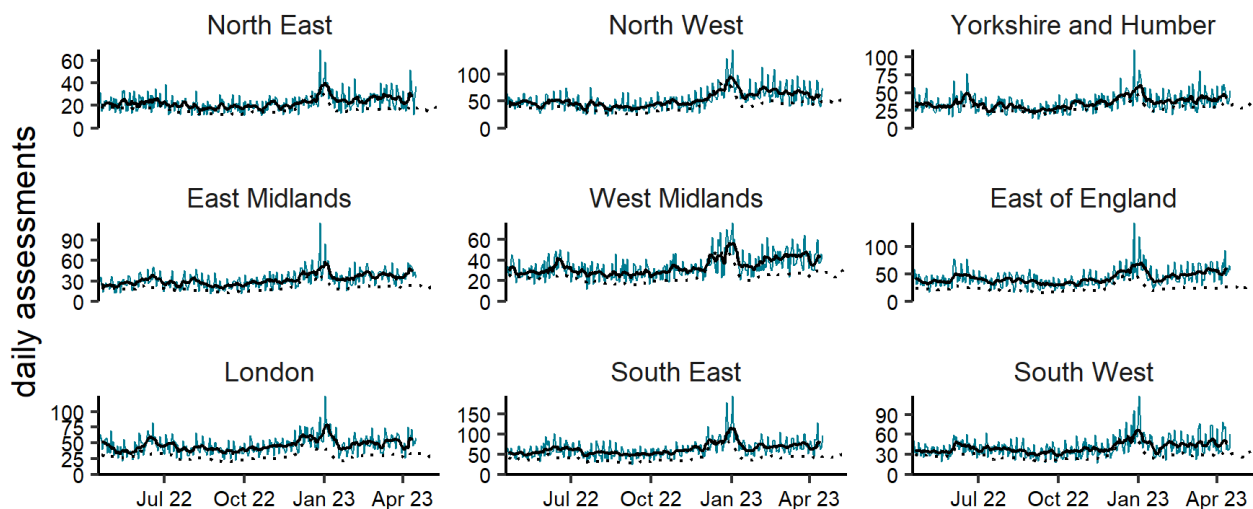 daily assessments
North East
60
40
20
0
North West
100
50
0
Yorkshire and Humber
100
75
50
25
0
East Midlands
90
60
30
0
West Midlands
60
40
20
0
East of England
100
50
0
London
100
75
50
25
0
Jul 22 Oct 22 Jan 23 Apr 23
South East
150
100
50
0
Jul 22 Oct 22 Jan 23 Apr 23
South West
90
60
30
0
Jul 22 Oct 22 Jan 23 Apr 23